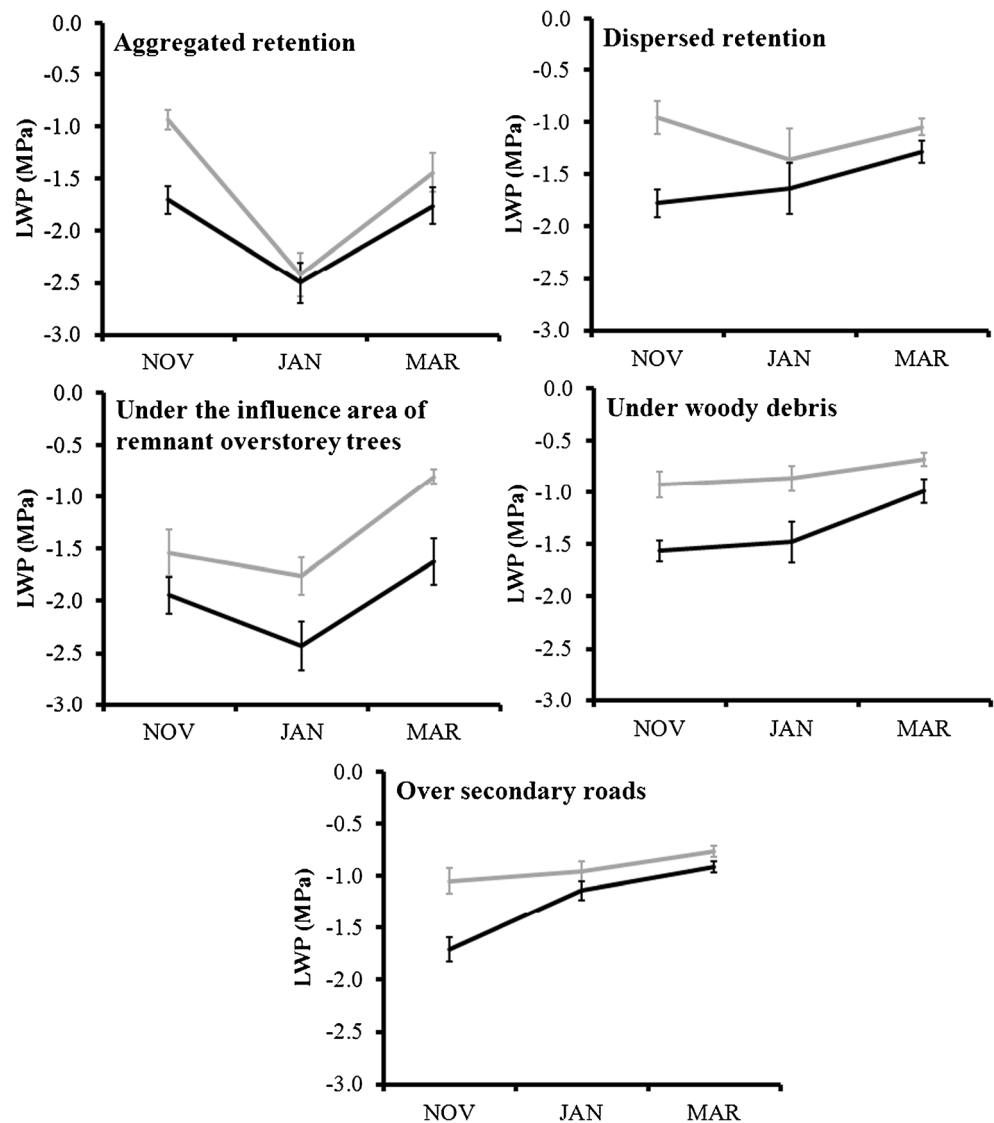 Aggregated retention
LWP (MPa)
0.0
-0.5
-1.0
-1.5
-2.0
-2.5
-3.0
NOV JAN MAR
Dispersed retention
LWP (MPa)
0.0
-0.5
-1.0
-1.5
-2.0
-2.5
-3.0
NOV JAN MAR
Under the influence area of
remnant overstorey trees
LWP (MPa)
0.0
-0.5
-1.0
-1.5
-2.0
-2.5
-3.0
NOV JAN MAR
Under woody debris
LWP (MPa)
0.0
-0.5
-1.0
-1.5
-2.0
-2.5
-3.0
NOV JAN MAR
Over secondary roads
LWP (MPa)
0.0
-0.5
-1.0
-1.5
-2.0
-2.5
-3.0
NOV JAN MAR